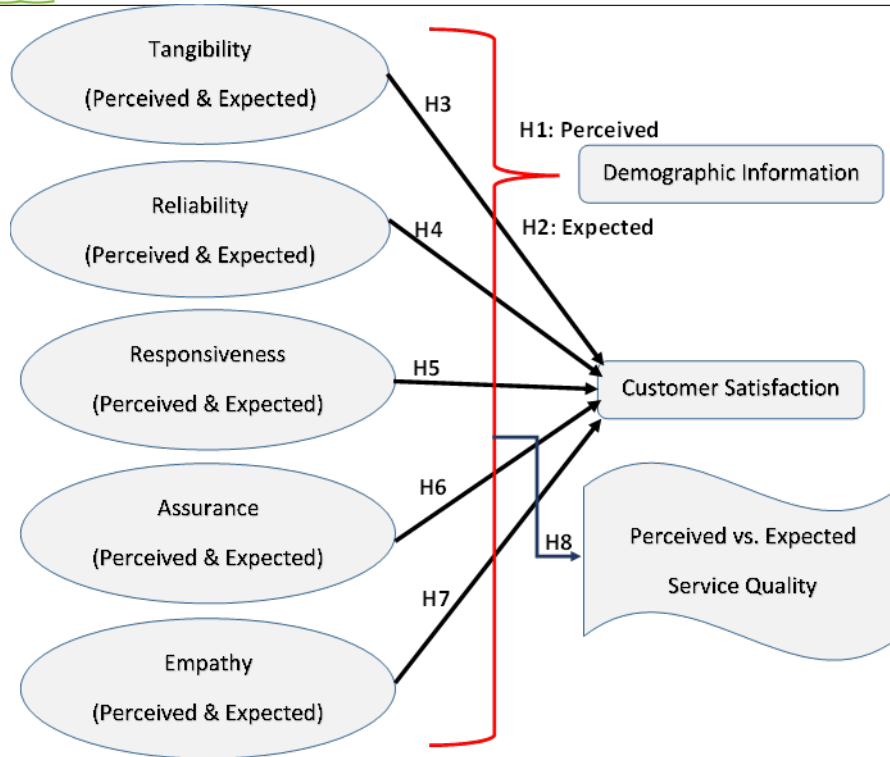 Tangibility
(Perceived & Expected)
H3
H1: Perceived
Demographic Information
Reliability
(Perceived & Expected)
H4
H2: Expected
Responsiveness
(Perceived & Expected)
H5
Customer Satisfaction
Assurance
(Perceived & Expected)
H6
H8
Perceived vs. Expected
Service Quality
Empathy
(Perceived & Expected)
H7